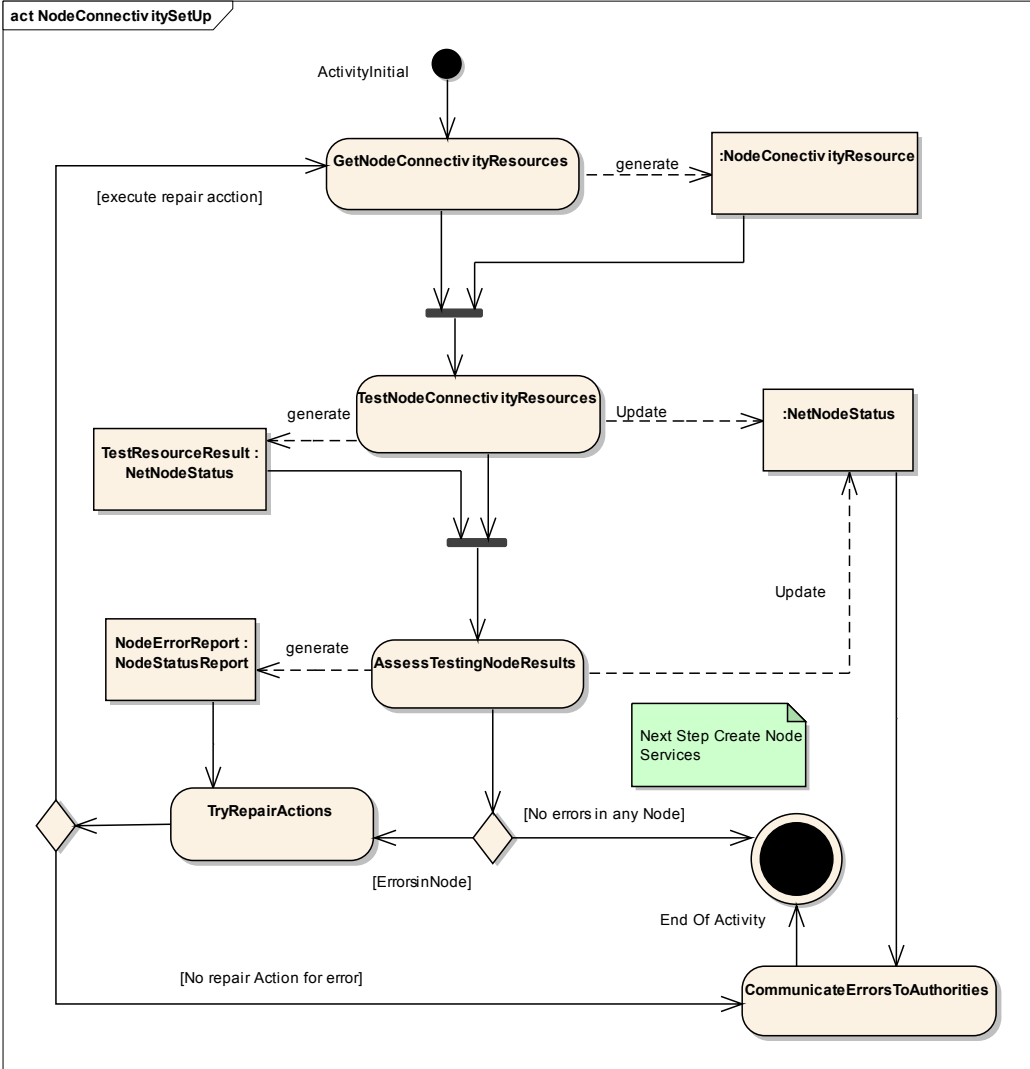 act NodeConnectivitySetUp
ActivityInitial
GetNodeConnectivityResources
generate
:NodeConectivityResource
[execute repair acction]
TestNodeConnectivityResources
generate
Update
:NetNodeStatus
TestResourceResult :
NetNodeStatus
Update
NodeErrorReport :
NodeStatusReport
generate
AssessTestingNodeResults
Next Step Create Node
Services
TryRepairActions
[No errors in any Node]
[ErrorsinNode]
End Of Activity
[No repair Action for error]
CommunicateErrorsToAuthorities